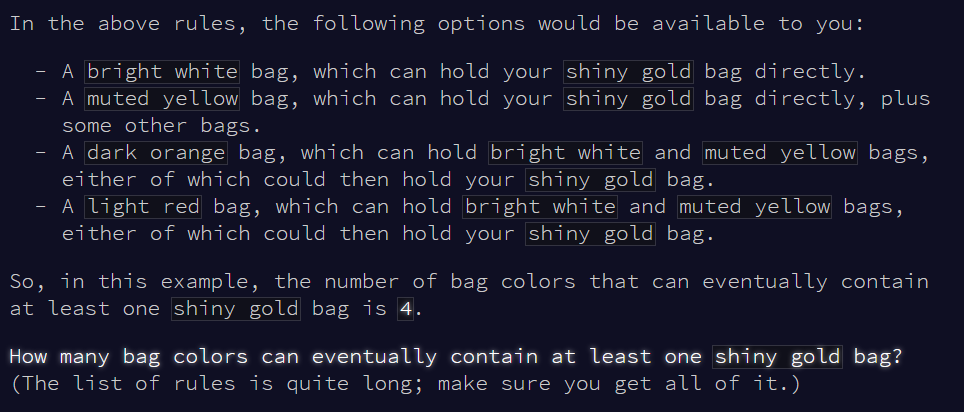 In the above rules, the following options would be available to you:
- A bright white bag, which can hold your shiny gold bag directly.
- A muted yellow bag, which can hold your shiny gold bag directly, plus
some other bags.
- A dark orange bag, which can hold bright white and muted yellow bags,
either of which could then hold your shiny gold bag.
- A light red bag, which can hold bright white and muted yellow bags,
either of which could then hold your shiny gold bag.
So, in this example, the number of bag colors that can eventually contain
at least one shiny gold bag is 4.
How many bag colors can eventually contain at least one shiny gold bag?
(The list of rules is quite long; make sure you get all of it.)